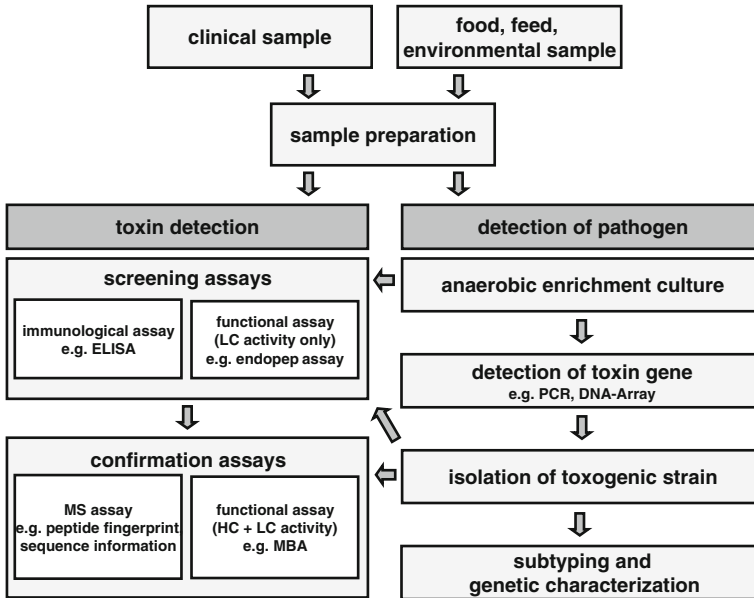 clinical sample
food, feed,
environmental sample
sample preparation
toxin detection
screening assays
immunological assay
e.g. ELISA
functional assay
(LC activity only)
e.g. endopep assay
confirmation assays
MS assay
e.g. peptide fingerprint
sequence information
functional assay
(HC + LC activity)
e.g. MBA
detection of pathogen
anaerobic enrichment culture
detection of toxin gene
e.g. PCR, DNA-Array
isolation of toxogenic strain
subtyping and
genetic characterization